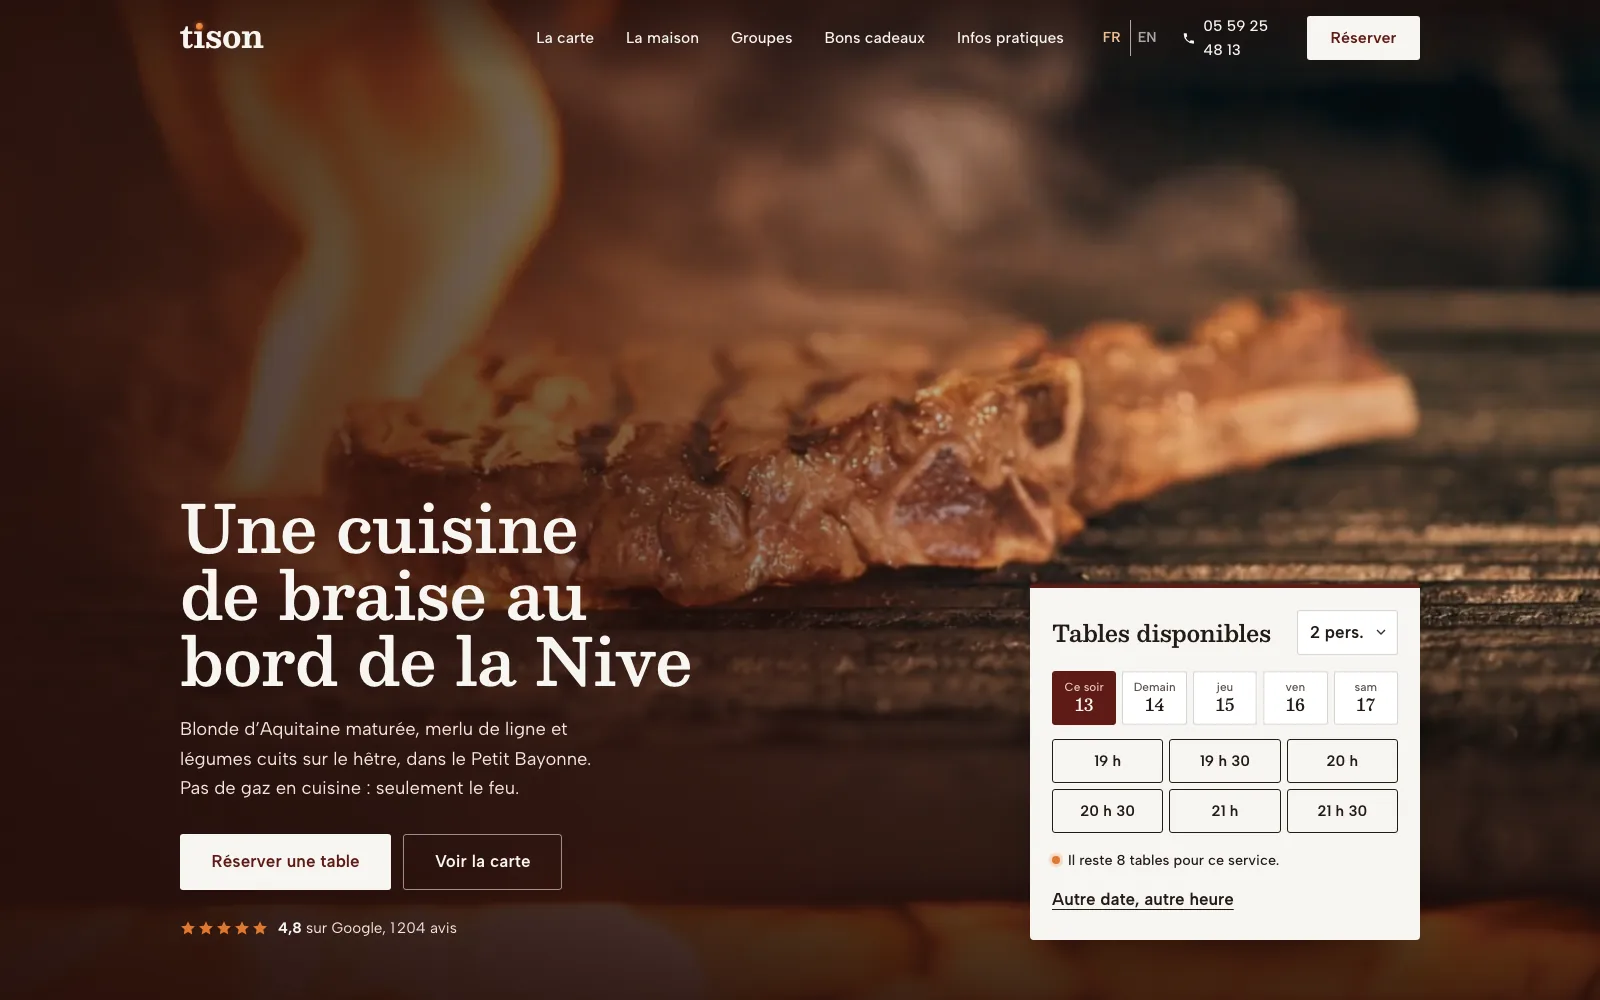 tison
La carte
La maison
Groupes
Bons cadeaux
Infos pratiques
FR
EN
05 59 25
48 13
Réserver
Une cuisine
de braise au
bord de la Nive
Blonde d’Aquitaine maturée, merlu de ligne et
légumes cuits sur le hêtre, dans le Petit Bayonne.
Pas de gaz en cuisine : seulement le feu.
Réserver une table
Voir la carte
4,8 sur Google, 1 204 avis
Tables disponibles
2 pers.
Ce soir
13
Demain
14
jeu
15
ven
16
sam
17
19 h
19 h 30
20 h
20 h 30
21 h
21 h 30
Il reste 8 tables pour ce service.
Autre date, autre heure